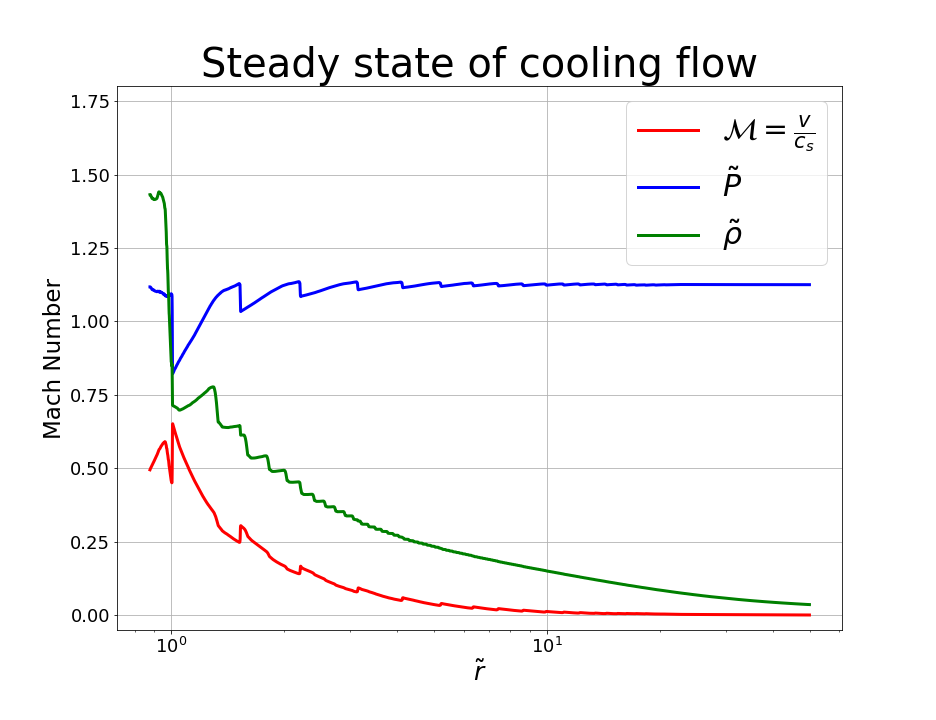 Steady state of cooling flow
1.75
1.50
1.25
1.00
0.75
0.50
0.25
0.00
Mach Number
ℳ = v/c_s
P̃
ρ̃
10⁰
10¹
r̃